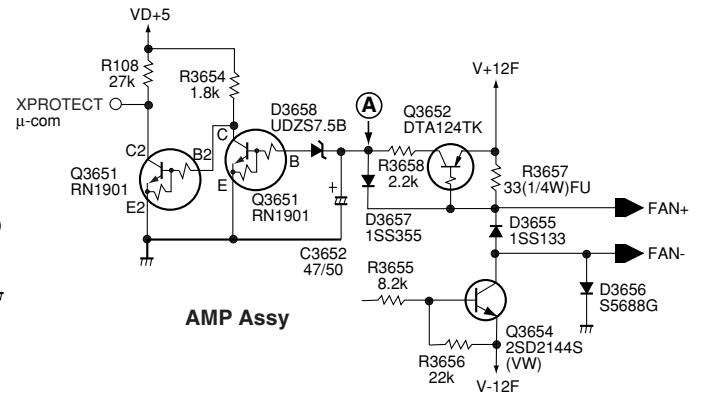 VD+5
R108
27k
R3654
1.8k
XPROTECT
μ-com
D3658
UDZS7.5B
A
Q3652
DTA124TK
V+12F
C2
B2
C
B
Q3651
RN1901
E2
E
Q3651
RN1901
R3658
2.2k
R3657
33(1/4W)FU
FAN+
D3657
1SS355
D3655
1SS133
FAN-
C3652
47/50
+
R3655
8.2k
D3656
S5688G
AMP Assy
Q3654
2SD2144S
(VW)
R3656
22k
V-12F